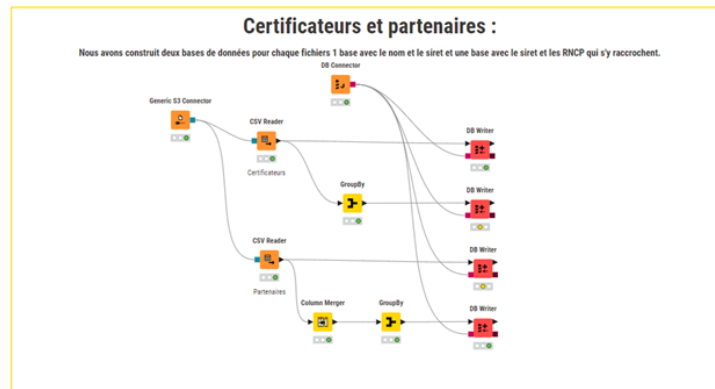 Certificateurs et partenaires :
Nous avons construit deux bases de données pour chaque fichiers 1 base avec le nom et le siret et une base avec le siret et les RNCP qui s'y raccrochent.
DB Connector
Generic S3 Connector
CSV Reader
DB Writer
Certificateurs
GroupBy
DB Writer
CSV Reader
DB Writer
Partenaires
Column Merger
GroupBy
DB Writer